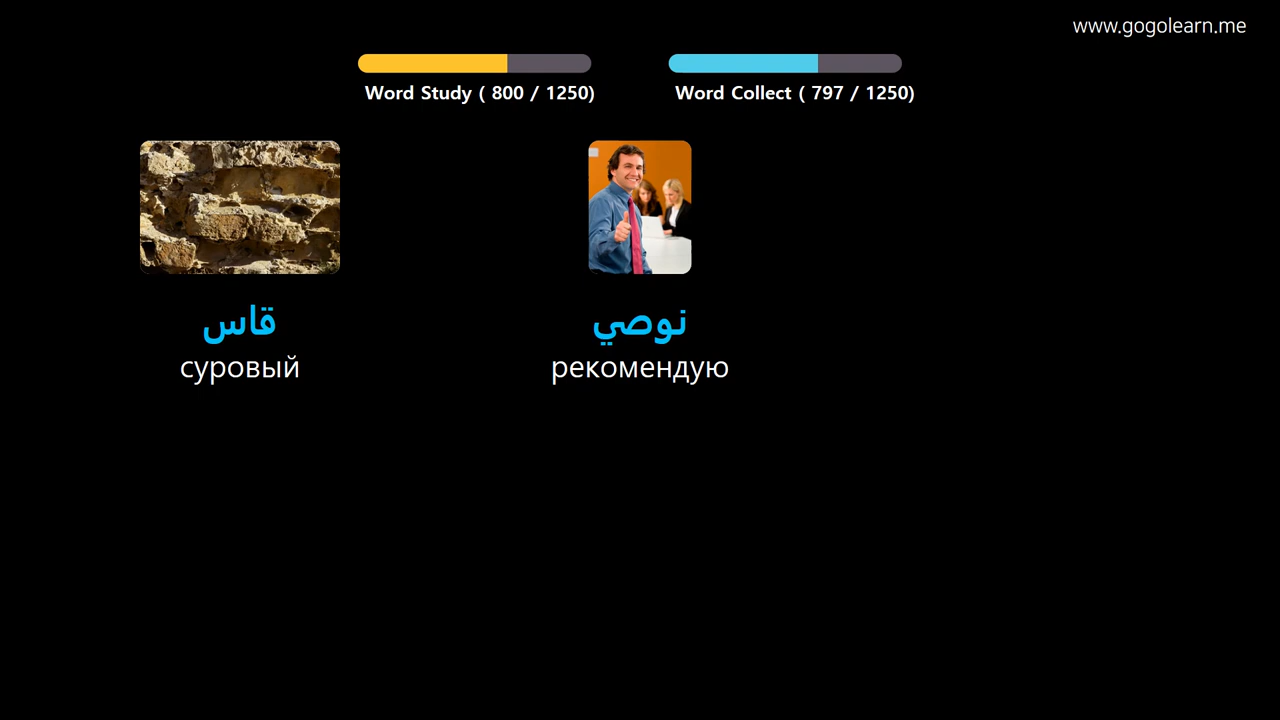 www.gogolearn.me
Word Study ( 800 / 1250)
Word Collect ( 797 / 1250)
قاس
суровый
نوصي
рекомендую